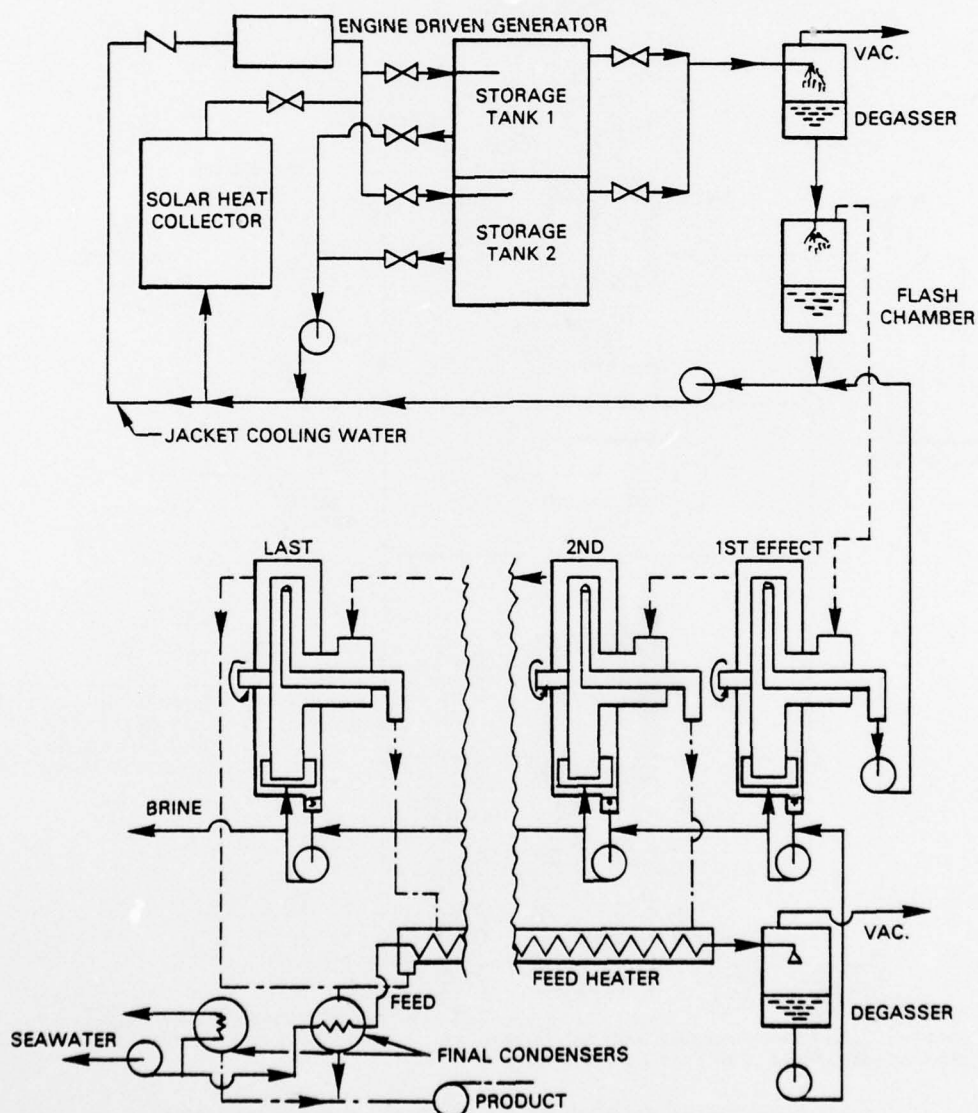 ENGINE DRIVEN GENERATOR
STORAGE
TANK 1
STORAGE
TANK 2
SOLAR HEAT
COLLECTOR
VAC.
DEGASSER
FLASH
CHAMBER
JACKET COOLING WATER
LAST
2ND
1ST EFFECT
BRINE
FEED
FEED HEATER
VAC.
DEGASSER
SEAWATER
FINAL CONDENSERS
PRODUCT